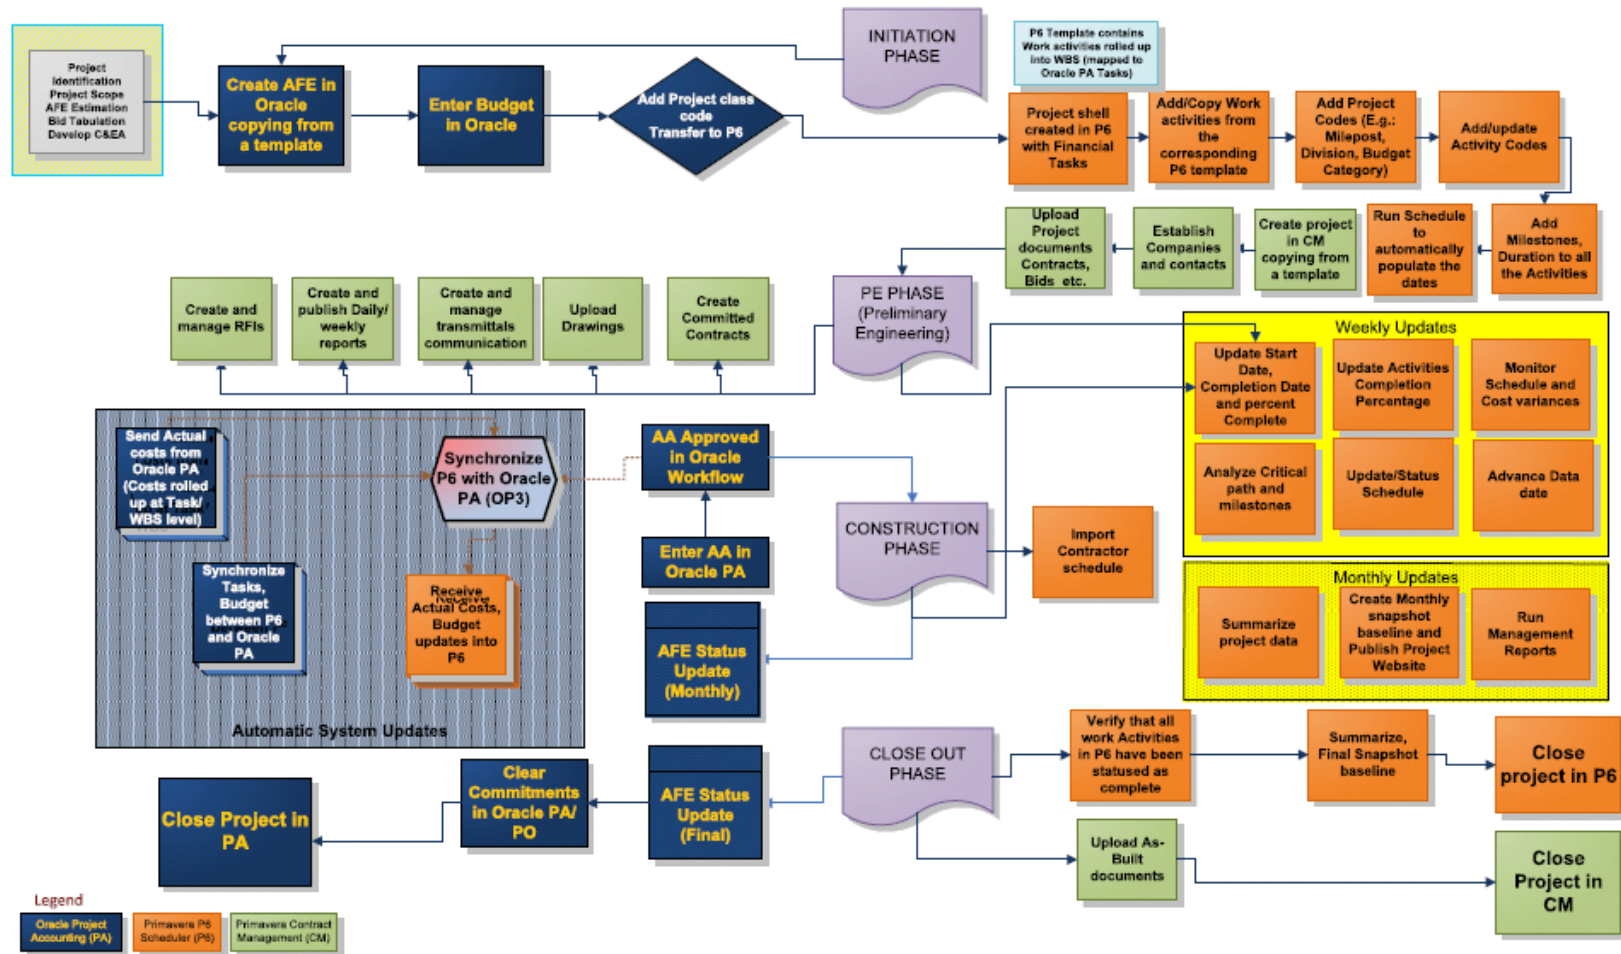 Project
Identification
Project Scope
AFE Estimation
Bid Tabulation
Develop C&EA
Create AFE in
Oracle
copying from
a template
Enter Budget
in Oracle
Add Project class
code
Transfer to P6
INITIATION
PHASE
P6 Template contains
Work activities rolled up
into WBS (mapped to
Oracle PA Tasks)
Project shell
created in P6
with Financial
Tasks
Add/Copy Work
activities from
the
corresponding
P6 template
Add Project
Codes (E.g.:
Milepost,
Division, Budget
Category)
Add/update
Activity Codes
Upload
Project
documents
Contracts,
Bids etc.
Establish
Companies
and contacts
Create project
in CM
copying from
a template
Run Schedule
to
automatically
populate the
dates
Add
Milestones,
Duration to all
the Activities
Create and
manage RFIs
Create and
publish Daily/
weekly
reports
Create and
manage
transmittals
communication
Upload
Drawings
Create
Committed
Contracts
PE PHASE
(Preliminary
Engineering)
Weekly Updates
Update Start
Date,
Completion Date
and percent
Complete
Update Activities
Completion
Percentage
Monitor
Schedule and
Cost variances
Analyze Critical
path and
milestones
Update/Status
Schedule
Advance Data
date
Send Actual
costs from
Oracle PA
(Costs rolled
up at Task/
WBS level)
Synchronize
P6 with Oracle
PA (OP3)
AA Approved
in Oracle
Workflow
CONSTRUCTION
PHASE
Import
Contractor
schedule
Enter AA in
Oracle PA
Synchronize
Tasks,
Budget
between P6
and Oracle
PA
Receive
Actual Costs,
Budget
updates into
P6
Automatic System Updates
AFE Status
Update
(Monthly)
Monthly Updates
Summarize
project data
Create Monthly
snapshot
baseline and
Publish Project
Website
Run
Management
Reports
Close Project in
PA
Clear
Commitments
in Oracle PA/
PO
AFE Status
Update
(Final)
CLOSE OUT
PHASE
Verify that all
work Activities
in P6 have been
statused as
complete
Summarize,
Final Snapshot
baseline
Close
project in P6
Upload As-
Built
documents
Close
Project in
CM
Legend
Oracle Project
Accounting (PA)
Primavera P6
Scheduler (P6)
Primavera Contract
Management (CM)